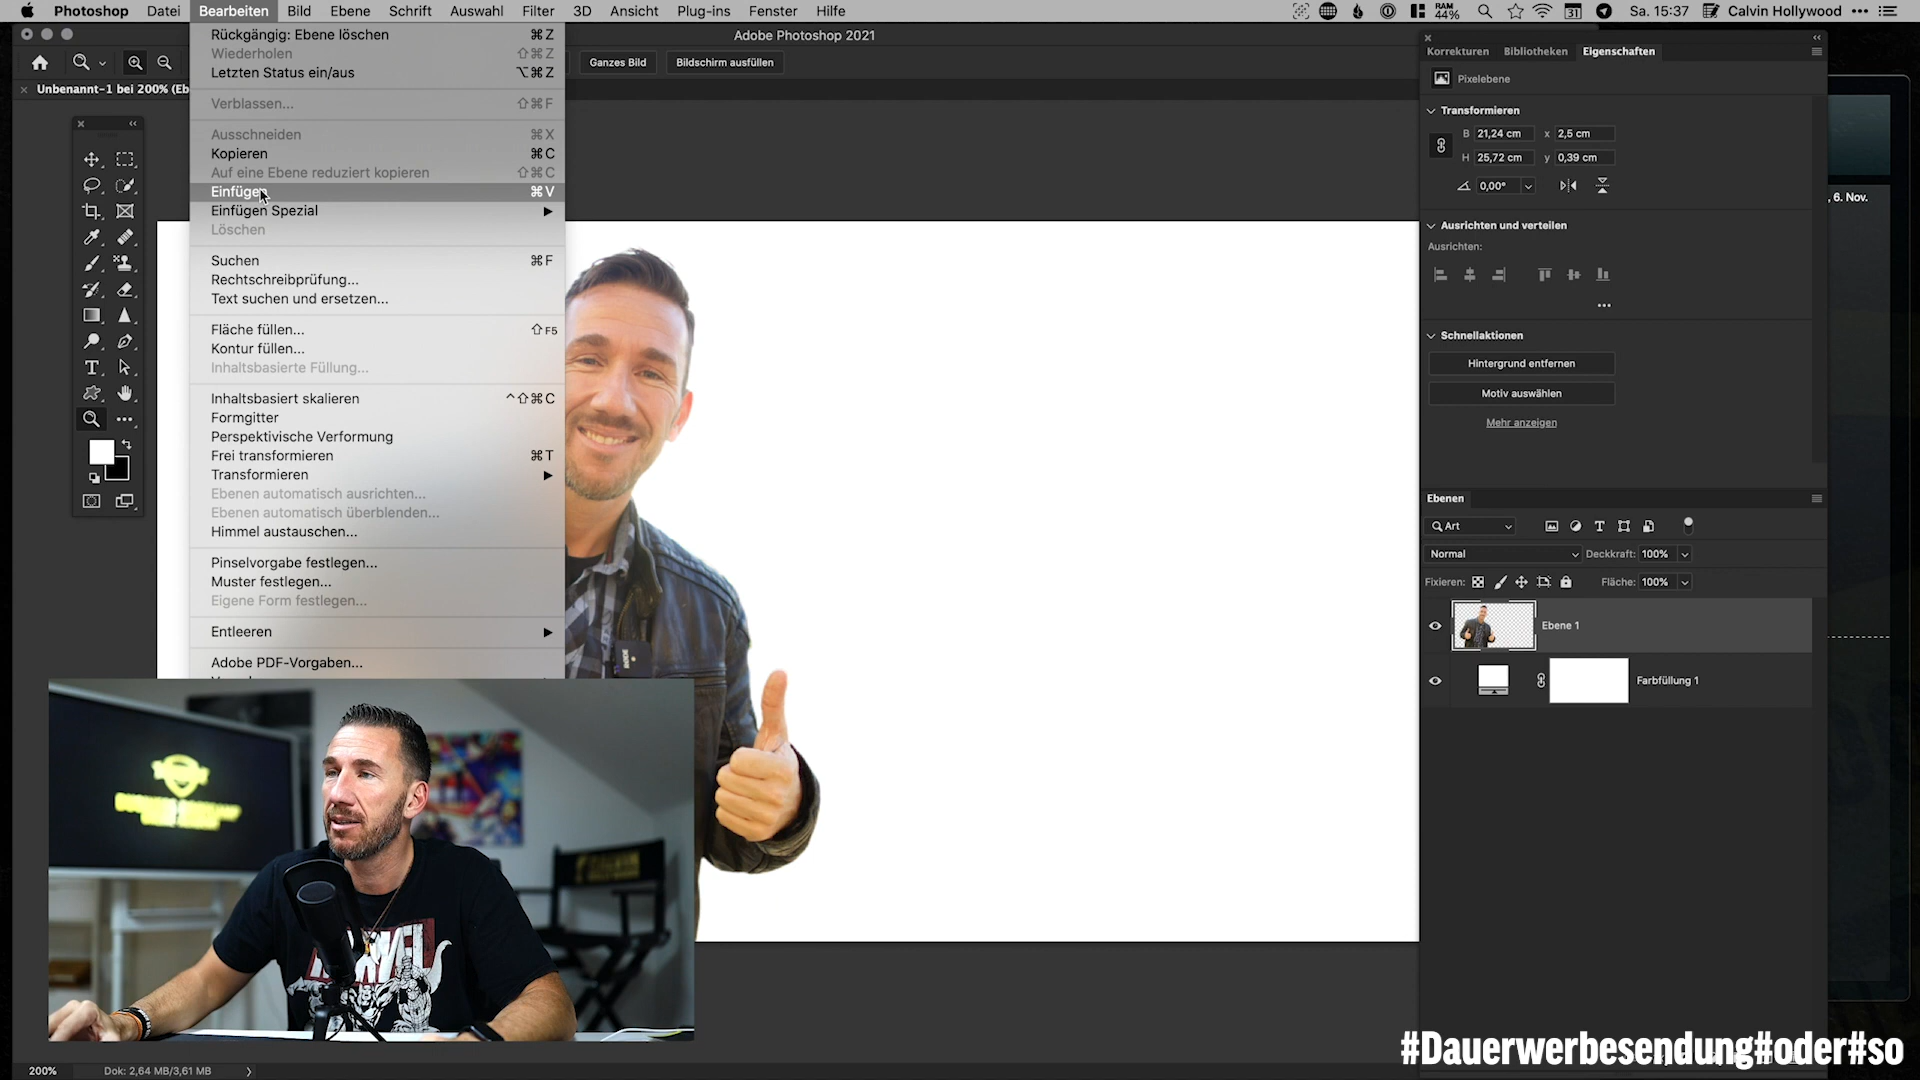 Photoshop Datei Bearbeiten Bild Ebene Schrift Auswahl Filter 3D Ansicht Plug-ins Fenster Hilfe RAM 44% 31 Sa. 15:37 Calvin Hollywood
Adobe Photoshop 2021
Ganzes Bild Bildschirm ausfüllen
Unbenannt-1 bei 200% (Eb
Rückgängig: Ebene löschen ⌘Z
Wiederholen ⇧⌘Z
Letzten Status ein/aus ⌥⌘Z
Verblassen... ⇧⌘F
Ausschneiden ⌘X
Kopieren ⌘C
Auf eine Ebene reduziert kopieren ⇧⌘C
Einfügen ⌘V
Einfügen Spezial
Löschen
Suchen ⌘F
Rechtschreibprüfung...
Text suchen und ersetzen...
Fläche füllen... ⇧F5
Kontur füllen...
Inhaltsbasierte Füllung...
Inhaltsbasiert skalieren ^⇧⌘C
Formgitter
Perspektivische Verformung
Frei transformieren ⌘T
Transformieren
Ebenen automatisch ausrichten...
Ebenen automatisch überblenden...
Himmel austauschen...
Pinselvorgabe festlegen...
Muster festlegen...
Eigene Form festlegen...
Entleeren
Adobe PDF-Vorgaben...
Korrekturen Bibliotheken Eigenschaften
Pixelebene
Transformieren
B 21,24 cm x 2,5 cm
H 25,72 cm y 0,39 cm
0,00°
Ausrichten und verteilen
Ausrichten:
Schnellaktionen
Hintergrund entfernen
Motiv auswählen
Mehr anzeigen
Ebenen
Art
Normal Deckkraft: 100%
Fixieren: Fläche: 100%
Ebene 1
Farbfüllung 1
, 6. Nov.
RODE
MARVEL
#Dauerwerbesendung#oder#so
200% Dok: 2,64 MB/3,61 MB